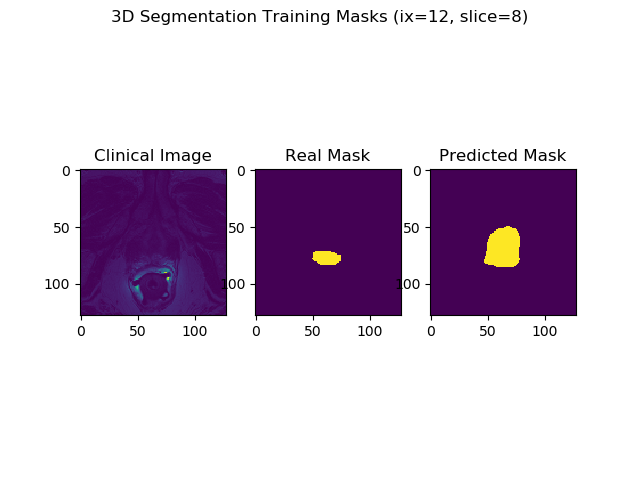 3D Segmentation Training Masks (ix=12, slice=8)
Clinical Image Real Mask Predicted Mask
0 0 0
50 50 50
100 100 100
0 50 100 0 50 100 0 50 100